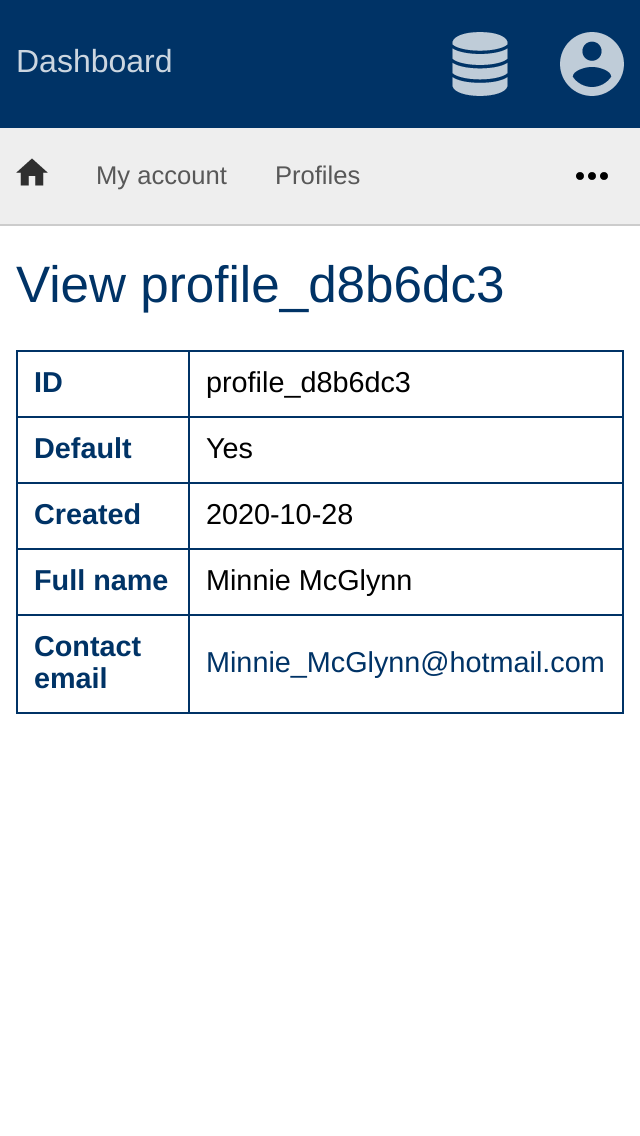 Dashboard
My account Profiles
View profile_d8b6dc3
ID profile_d8b6dc3
Default Yes
Created 2020-10-28
Full name Minnie McGlynn
Contact
email Minnie_McGlynn@hotmail.com